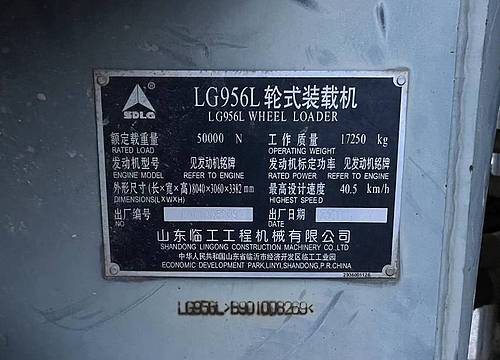 SDLG ®
LG956L 轮式装载机
LG956L WHEEL LOADER
额定载重量 50000 N 工作质量 17250 kg
RATED LOAD OPERATING WEIGHT
发动机型号 见发动机铭牌 发动机标定功率 见发动机铭牌
ENGINE MODEL REFER TO ENGINE RATED POWER REFER TO ENGINE
外形尺寸(长×宽×高)8040×3060×3382 mm 最高设计速度 40.5 km/h
DIMENSIONS(L×W×H) HIGHEST SPEED
出厂编号 出厂日期
NO DATE
山东临工工程机械有限公司
SHANDONG LINGONG CONSTRUCTION MACHINERY CO., LTD
中华人民共和国山东省临沂市经济开发区临工工业园
ECONOMIC DEVELOPMENT PARK,LINYI,SHANDONG,P.R.CHINA
LG956L>B901008269<